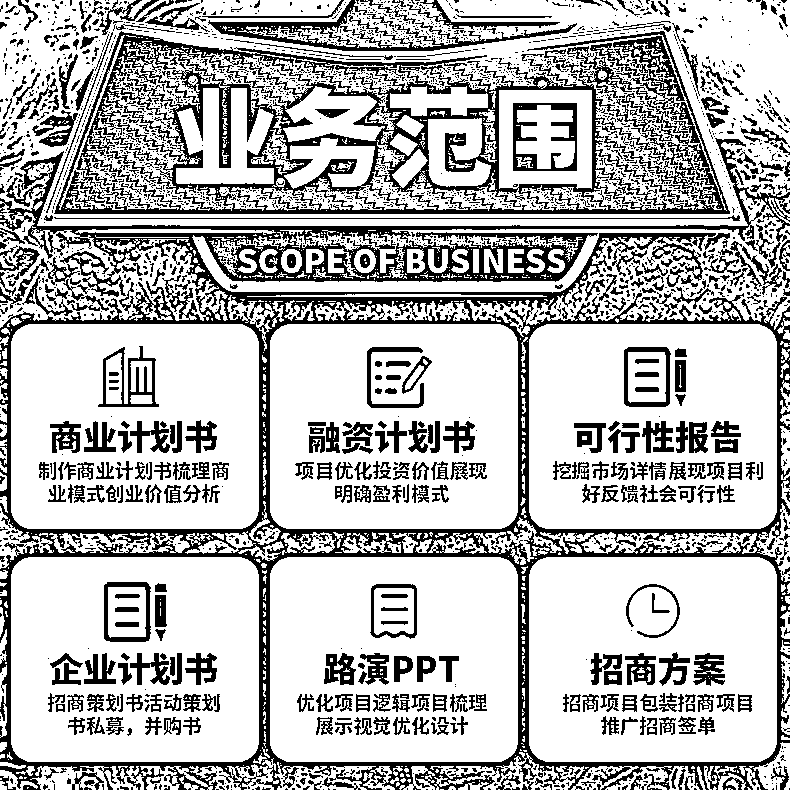 业务范围
SCOPE OF BUSINESS
商业计划书
制作商业计划书梳理商
业模式创业价值分析
融资计划书
项目优化投资价值展现
明确盈利模式
可行性报告
挖掘市场详情展现项目利
好反馈社会可行性
企业计划书
招商策划书活动策划
书私募，并购书
路演PPT
优化项目逻辑项目梳理
展示视觉优化设计
招商方案
招商项目包装招商项目
推广招商签单